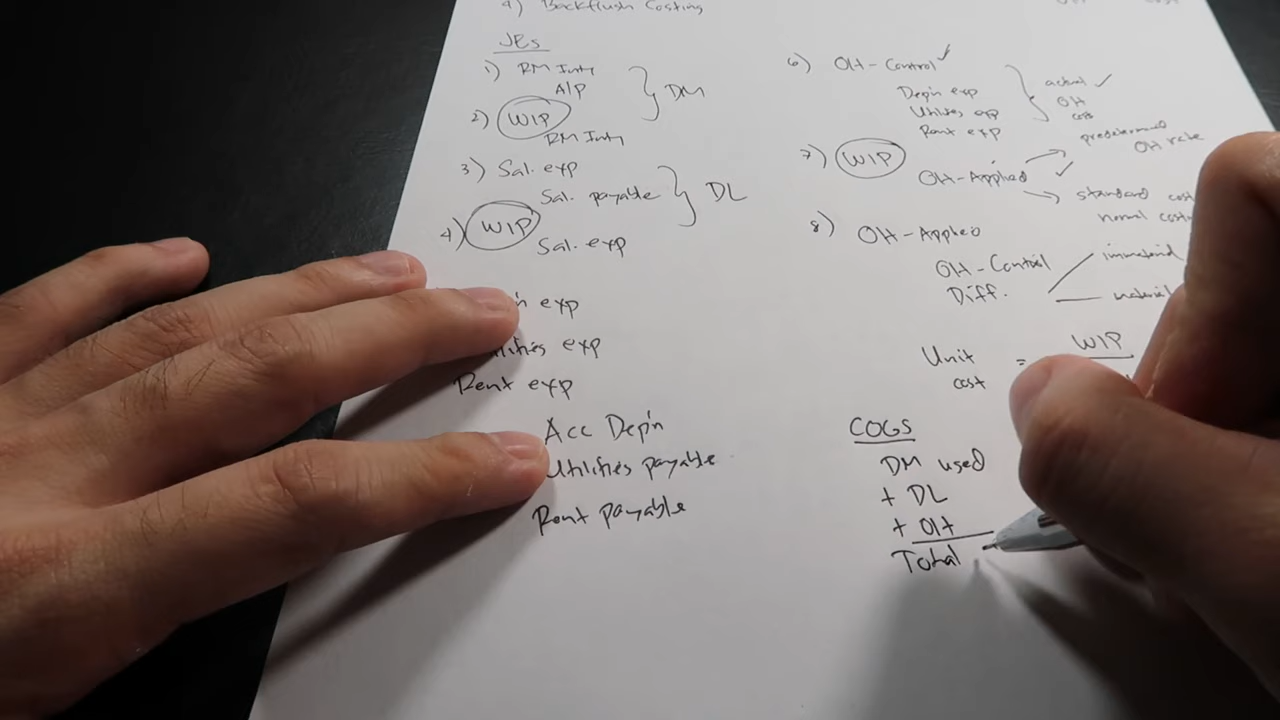 4) Backflush Costing
JEs
1) RM Invty
A/P
} DM
2) WIP
RM Invty
3) Sal. exp
Sal. payable
} DL
4) WIP
Sal. exp
exp
exp
Rent exp
Acc Dep'n
Utilities payable
Rent payable
6) OH-Control ✓
Dep'n exp
Utilities exp
Rent exp
} actual ✓
OH
cost
7) WIP
OH-Applied ✓
predetermined
OH rate
standard
normal
8) OH-Applied
OH-Control
Diff.
immaterial
material
Unit
cost
= WIP
COGS
DM used
+ DL
+ OH
Total